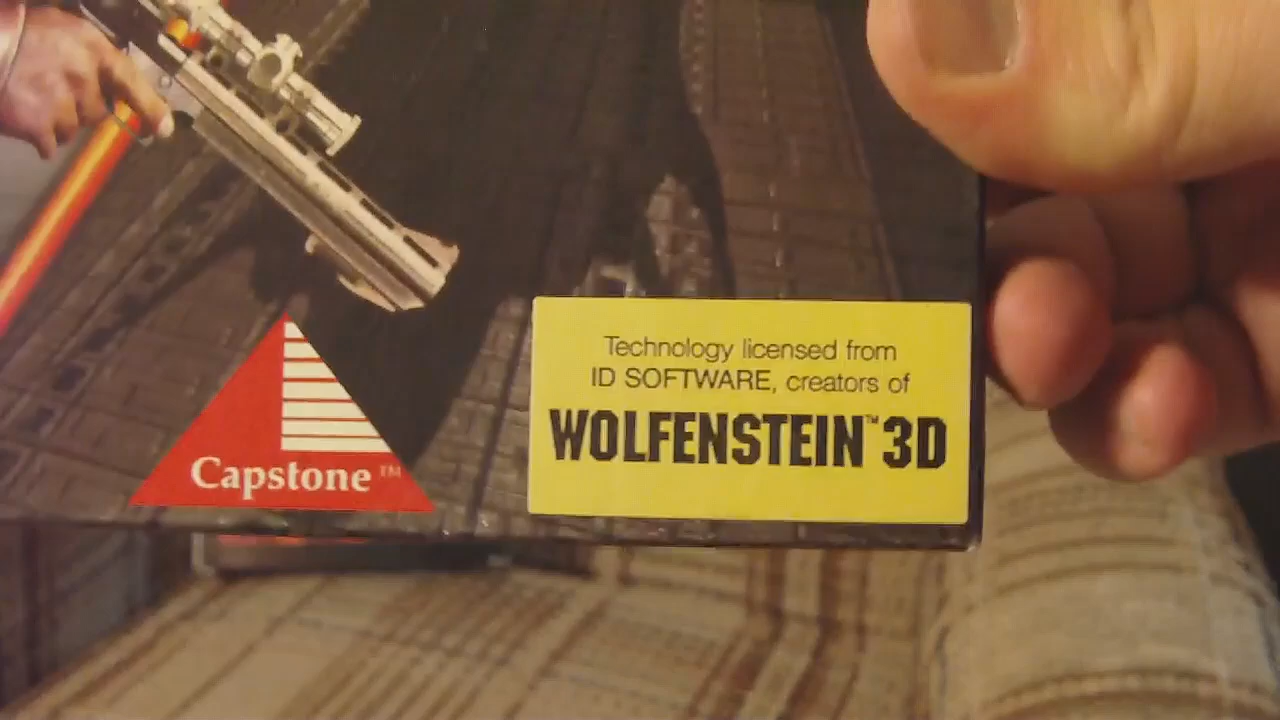 Capstone™
Technology licensed from
ID SOFTWARE, creators of
WOLFENSTEIN™ 3D